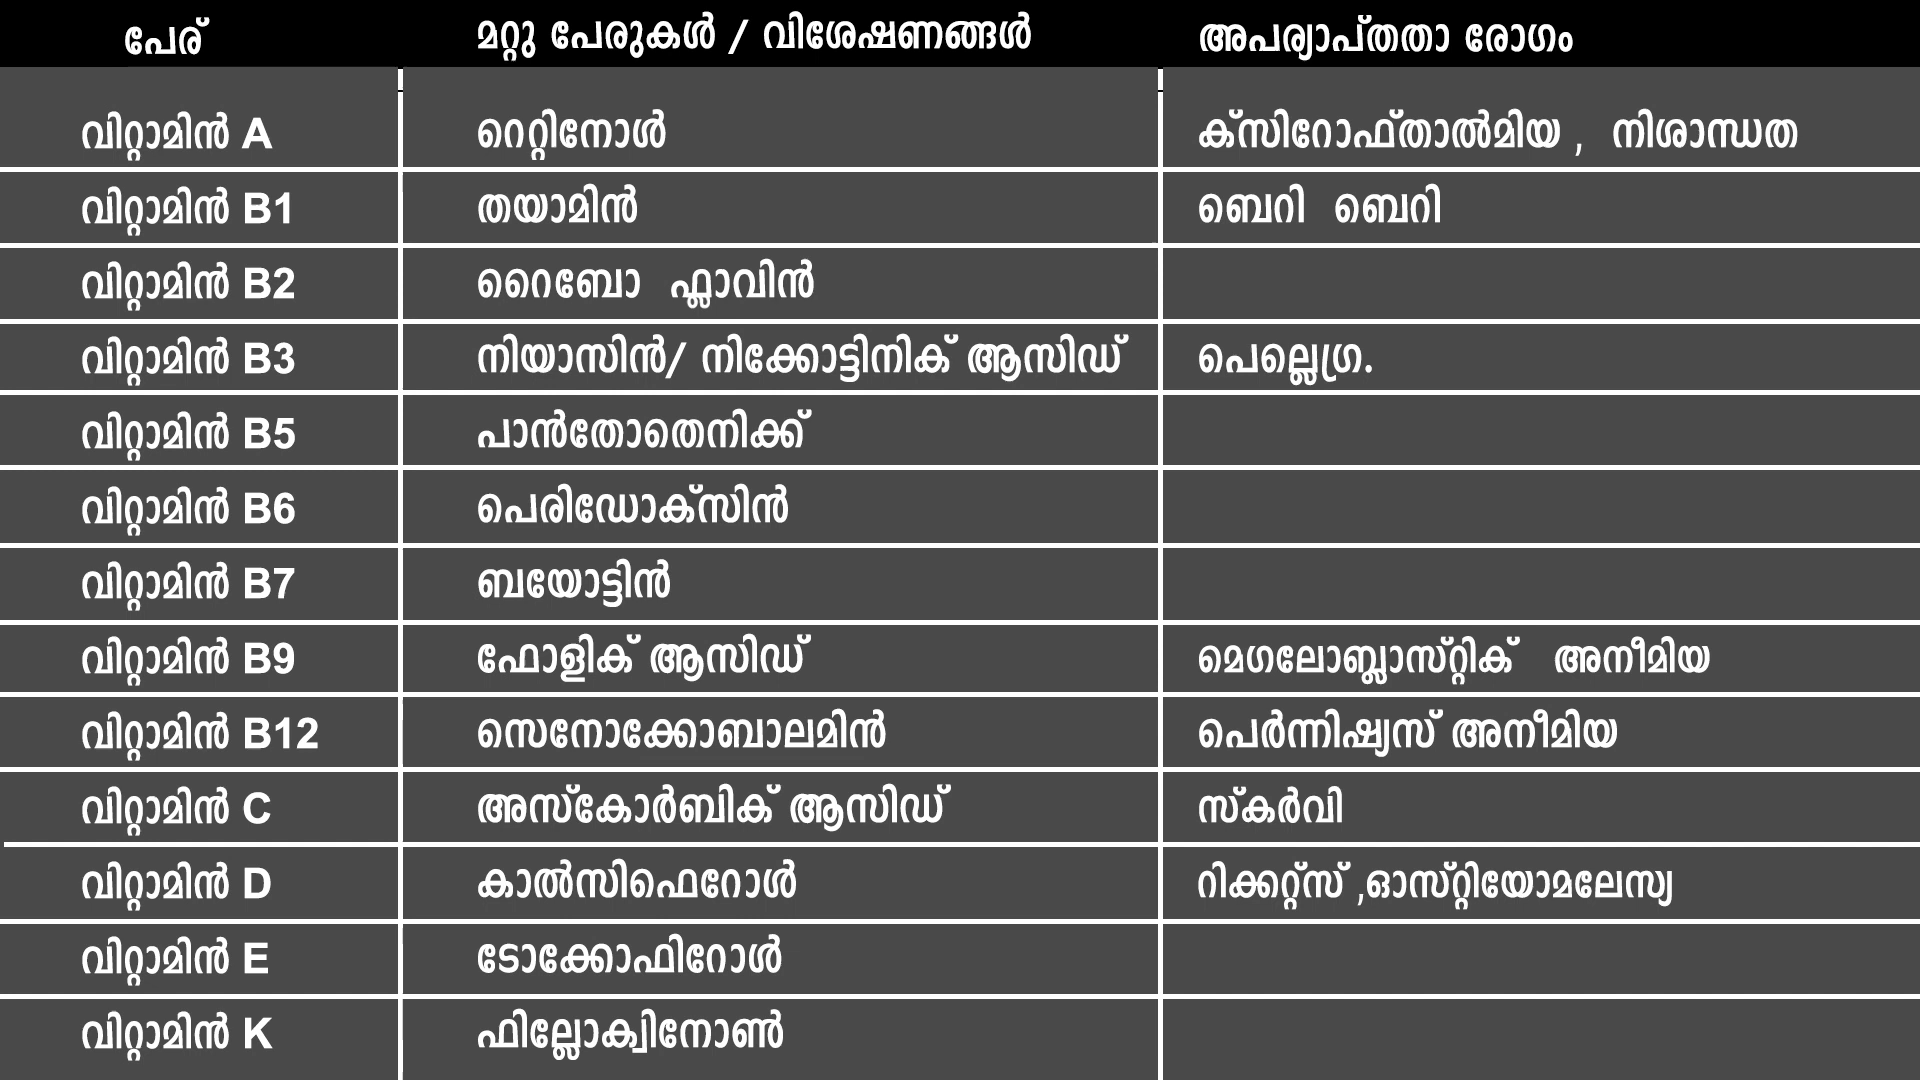 പേര് മറ്റു പേരുകൾ / വിശേഷണങ്ങൾ അപര്യാപ്തതാ രോഗം
വിറ്റാമിൻ A റെറ്റിനോൾ ക്സിറോഫ്താൽമിയ , നിശാന്ധത
വിറ്റാമിൻ B1 തയാമിൻ ബെറി ബെറി
വിറ്റാമിൻ B2 റൈബോ ഫ്ലാവിൻ
വിറ്റാമിൻ B3 നിയാസിൻ/ നിക്കോട്ടിനിക് ആസിഡ് പെല്ലെഗ്ര.
വിറ്റാമിൻ B5 പാൻതോതെനിക്ക്
വിറ്റാമിൻ B6 പെരിഡോക്സിൻ
വിറ്റാമിൻ B7 ബയോട്ടിൻ
വിറ്റാമിൻ B9 ഫോളിക് ആസിഡ് മെഗലോബ്ലാസ്റ്റിക് അനീമിയ
വിറ്റാമിൻ B12 സെനോക്കോബാലമിൻ പെർന്നിഷ്യസ് അനീമിയ
വിറ്റാമിൻ C അസ്കോർബിക് ആസിഡ് സ്കർവി
വിറ്റാമിൻ D കാൽസിഫെറോൾ റിക്കറ്റ്സ് ,ഓസ്റ്റിയോമലേസ്യ
വിറ്റാമിൻ E ടോക്കോഫിറോൾ
വിറ്റാമിൻ K ഫില്ലോക്വിനോൺ